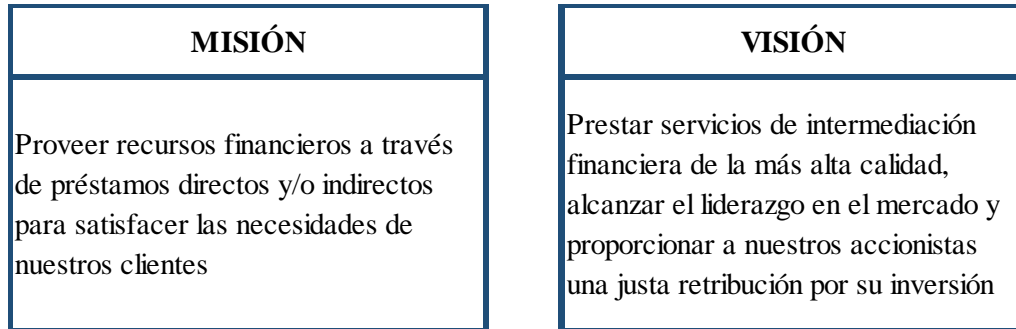 MISIÓN
Proveer recursos financieros a través
de préstamos directos y/o indirectos
para satisfacer las necesidades de
nuestros clientes
VISIÓN
Prestar servicios de intermediación
financiera de la más alta calidad,
alcanzar el liderazgo en el mercado y
proporcionar a nuestros accionistas
una justa retribución por su inversión